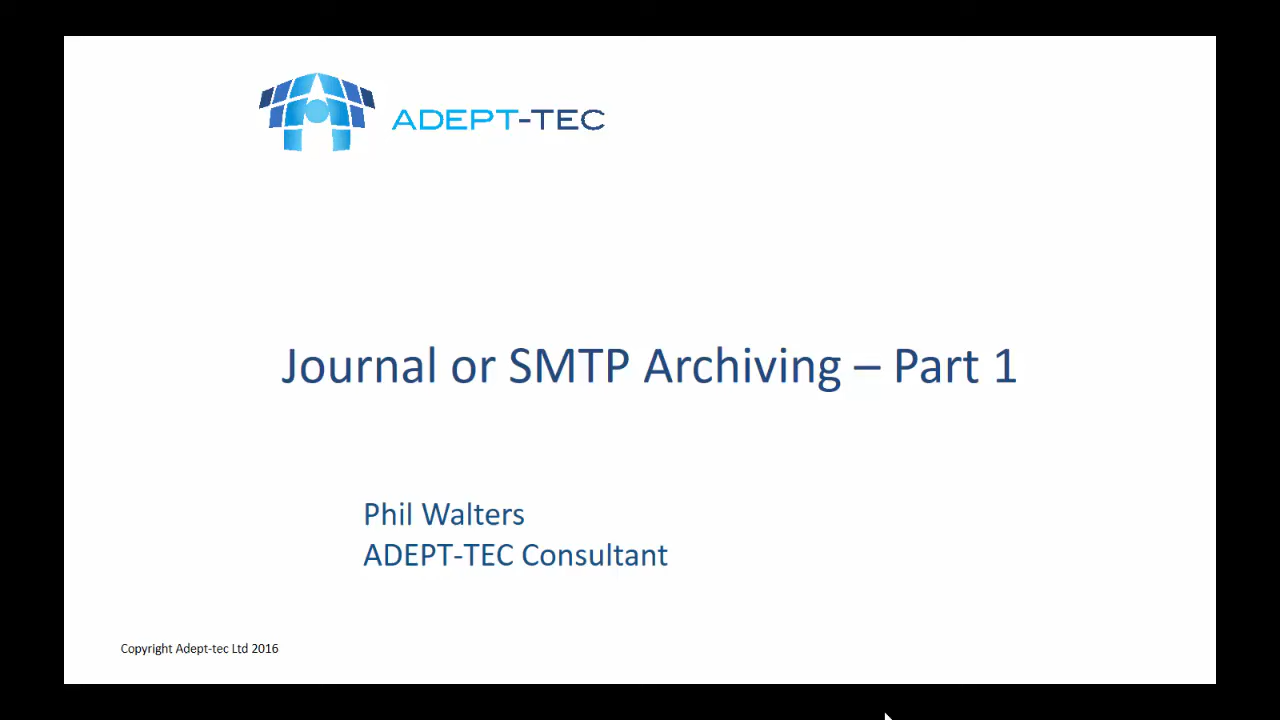 ADEPT-TEC
Journal or SMTP Archiving – Part 1
Phil Walters
ADEPT-TEC Consultant
Copyright Adept-tec Ltd 2016